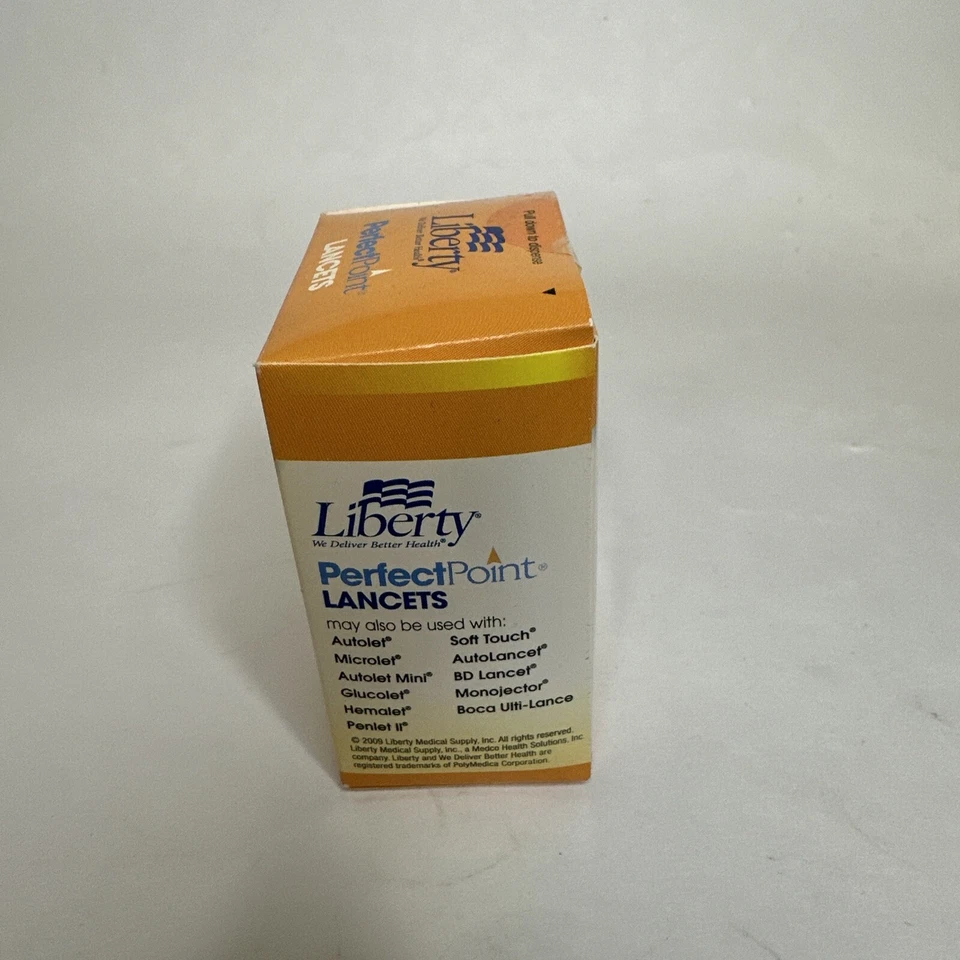 Pull down to dispense
Liberty
We Deliver Better Health®
PerfectPoint®
LANCETS
Liberty®
We Deliver Better Health®
PerfectPoint®
LANCETS
may also be used with:
Autolet® Soft Touch®
Microlet® AutoLancet®
Autolet Mini® BD Lancet®
Glucolet® Monojector®
Hemalet® Boca Ulti-Lance
Penlet II®
© 2009 Liberty Medical Supply, Inc. All rights reserved.
Liberty Medical Supply, Inc., a Medco Health Solutions, Inc
company. Liberty and We Deliver Better Health are
registered trademarks of PolyMedica Corporation.